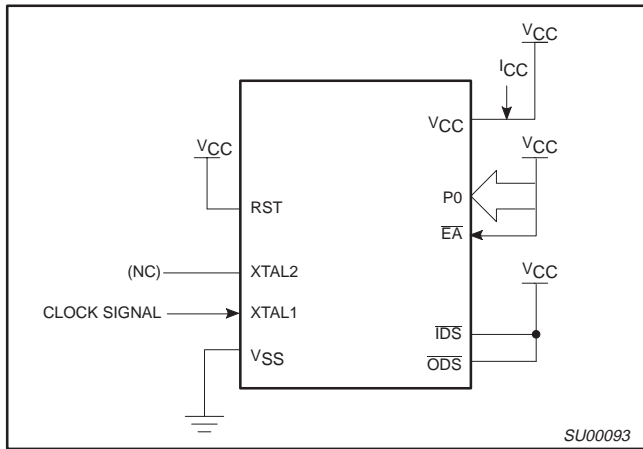 VCC
ICC
VCC
VCC
VCC
P0
RST
EA
(NC)
XTAL2
VCC
CLOCK SIGNAL
XTAL1
IDS
VSS
ODS
SU00093